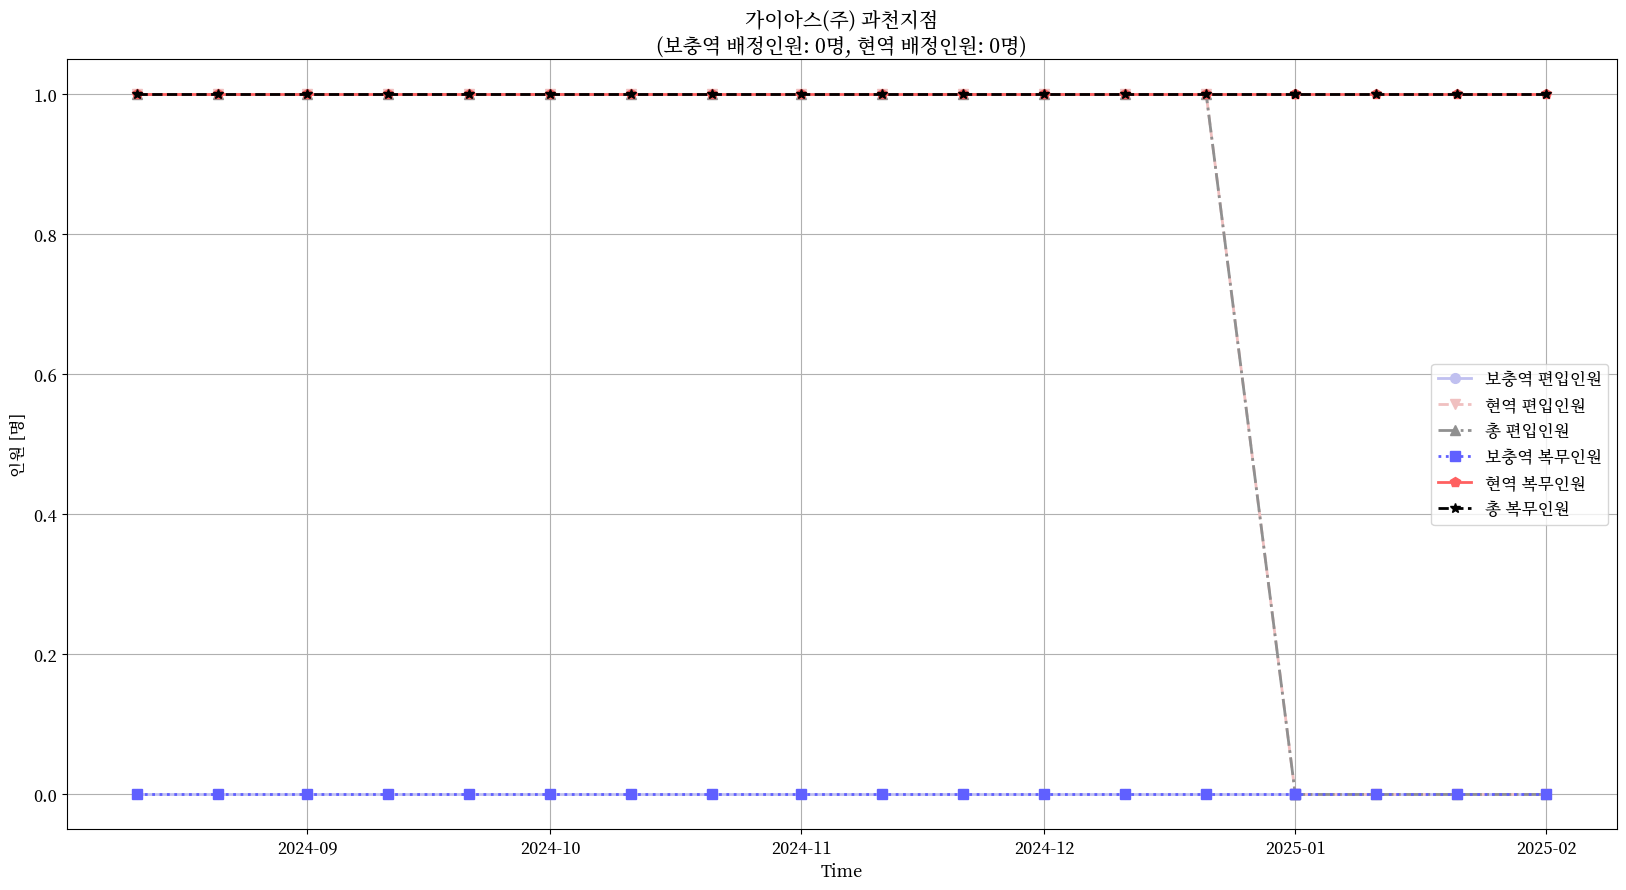 가이아스(주) 과천지점
(보충역 배정인원: 0명, 현역 배정인원: 0명)
1.0
0.8
0.6
0.4
0.2
0.0
인원 [명]
보충역 편입인원
현역 편입인원
총 편입인원
보충역 복무인원
현역 복무인원
총 복무인원
2024-09
2024-10
2024-11
2024-12
2025-01
2025-02
Time